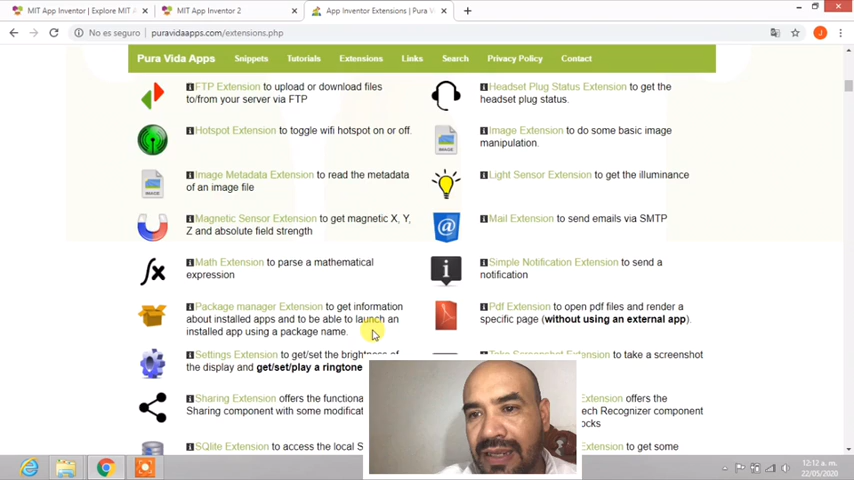 MIT App Inventor | Explore MIT A
MIT App Inventor 2
App Inventor Extensions | Pura V
No es seguro | puravidaapps.com/extensions.php
J
Pura Vida Apps
Snippets
Tutorials
Extensions
Links
Search
Privacy Policy
Contact
FTP Extension to upload or download files
to/from your server via FTP
Headset Plug Status Extension to get the
headset plug status.
Hotspot Extension to toggle wifi hotspot on or off.
IMAGE
Image Extension to do some basic image
manipulation.
IMAGE
Image Metadata Extension to read the metadata
of an image file
Light Sensor Extension to get the illuminance
Magnetic Sensor Extension to get magnetic X, Y,
Z and absolute field strength
@
Mail Extension to send emails via SMTP
fx
Math Extension to parse a mathematical
expression
i
Simple Notification Extension to send a
notification
Package manager Extension to get information
about installed apps and to be able to launch an
installed app using a package name.
Pdf Extension to open pdf files and render a
specific page (without using an external app).
Settings Extension to get/set the brightness of
the display and get/set/play a ringtone
Take Screenshot Extension to take a screenshot
Sharing Extension offers the functiona
Sharing component with some modificat
Extension offers the
ech Recognizer component
ocks
SQlite Extension to access the local S
Extension to get some
12:12 a. m.
22/05/2020